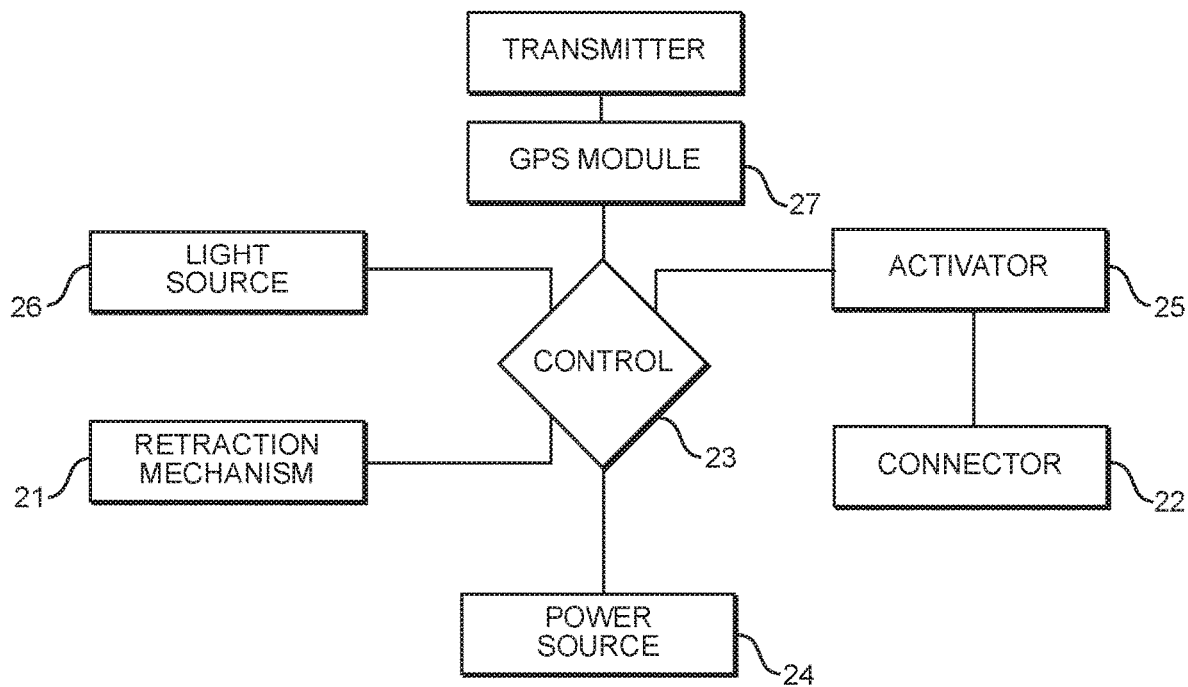 TRANSMITTER
GPS MODULE
27
LIGHT
SOURCE
26
ACTIVATOR
25
CONTROL
23
RETRACTION
MECHANISM
21
CONNECTOR
22
POWER
SOURCE
24